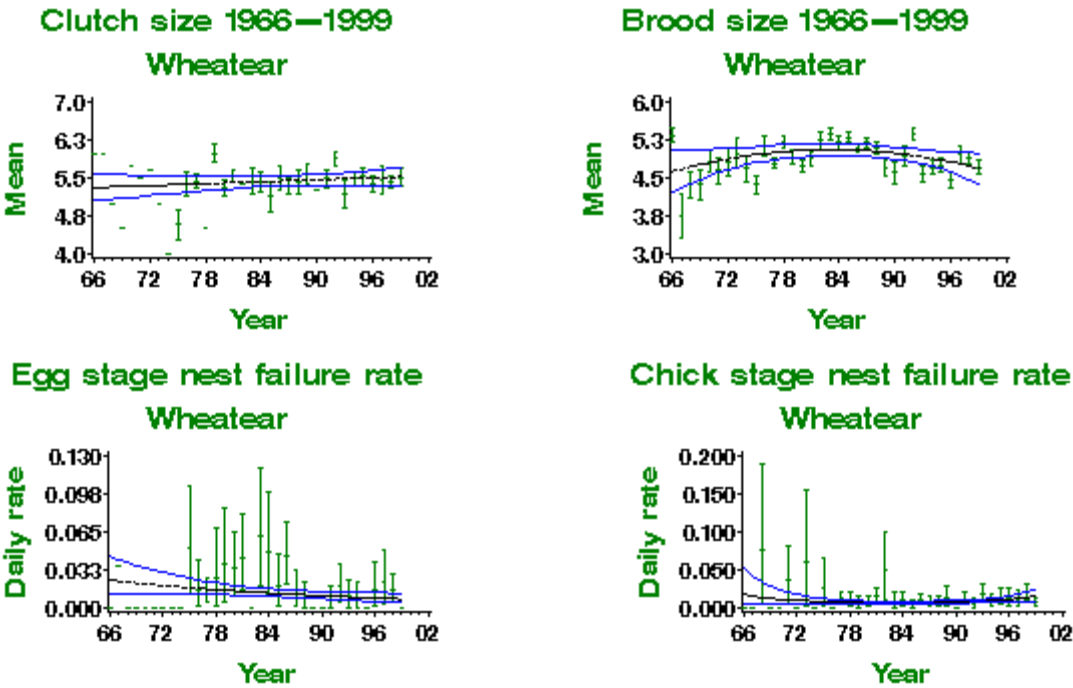 Clutch size 1966—1999
Wheatear
7.0
6.3
5.5
4.8
4.0
Mean
66 72 78 84 90 96 02
Year
Brood size 1966—1999
Wheatear
6.0
5.3
4.5
3.8
3.0
Mean
66 72 78 84 90 96 02
Year
Egg stage nest failure rate
Wheatear
0.130
0.098
0.065
0.033
0.000
Daily rate
66 72 78 84 90 96 02
Year
Chick stage nest failure rate
Wheatear
0.200
0.150
0.100
0.050
0.000
Daily rate
66 72 78 84 90 96 02
Year